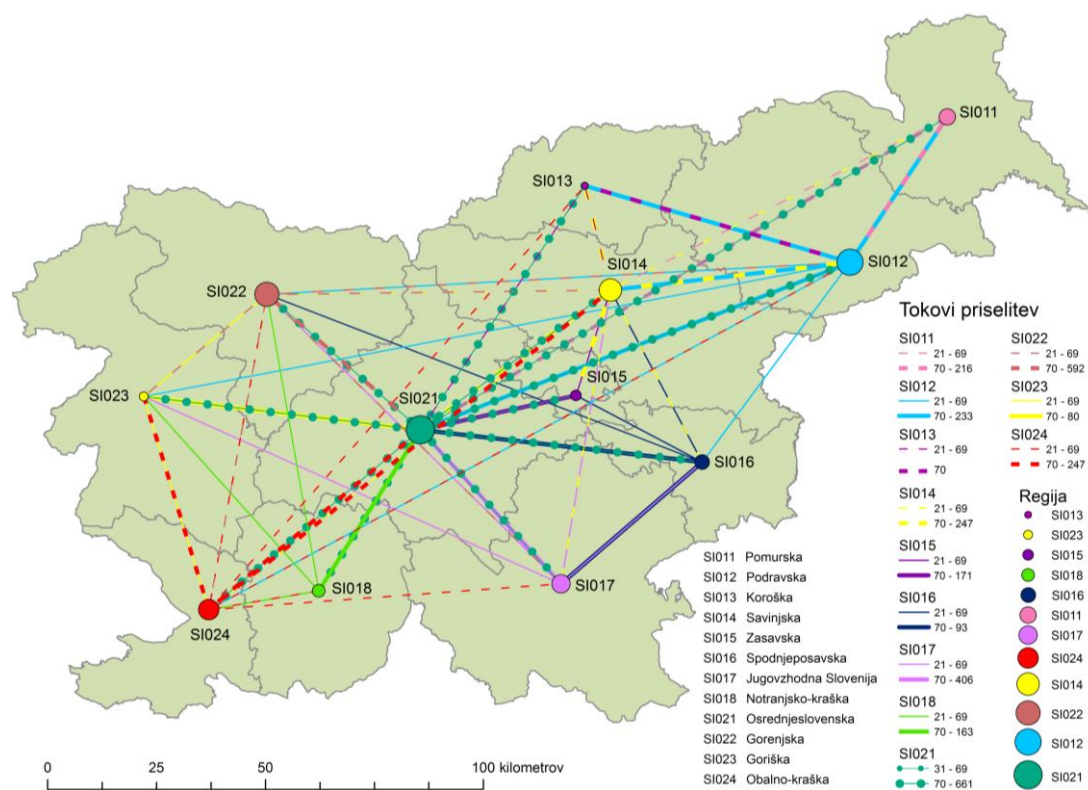 SI011
SI013
SI014
SI012
SI022
SI015
SI023
SI021
SI016
SI018
SI017
SI024
SI011 Pomurska
SI012 Podravska
SI013 Koroška
SI014 Savinjska
SI015 Zasavska
SI016 Spodnjeposavska
SI017 Jugovzhodna Slovenija
SI018 Notranjsko-kraška
SI021 Osrednjeslovenska
SI022 Gorenjska
SI023 Goriška
SI024 Obalno-kraška
0 25 50 100 kilometrov
Tokovi priselitev
SI011
21 - 69
70 - 216
SI012
21 - 69
70 - 233
SI013
21 - 69
70
SI014
21 - 69
70 - 247
SI015
21 - 69
70 - 171
SI016
21 - 69
70 - 93
SI017
21 - 69
70 - 406
SI018
21 - 69
70 - 163
SI021
31 - 69
70 - 661
SI022
21 - 69
70 - 592
SI023
21 - 69
70 - 80
SI024
21 - 69
70 - 247
Regija
SI013
SI023
SI015
SI018
SI016
SI011
SI017
SI024
SI014
SI022
SI012
SI021